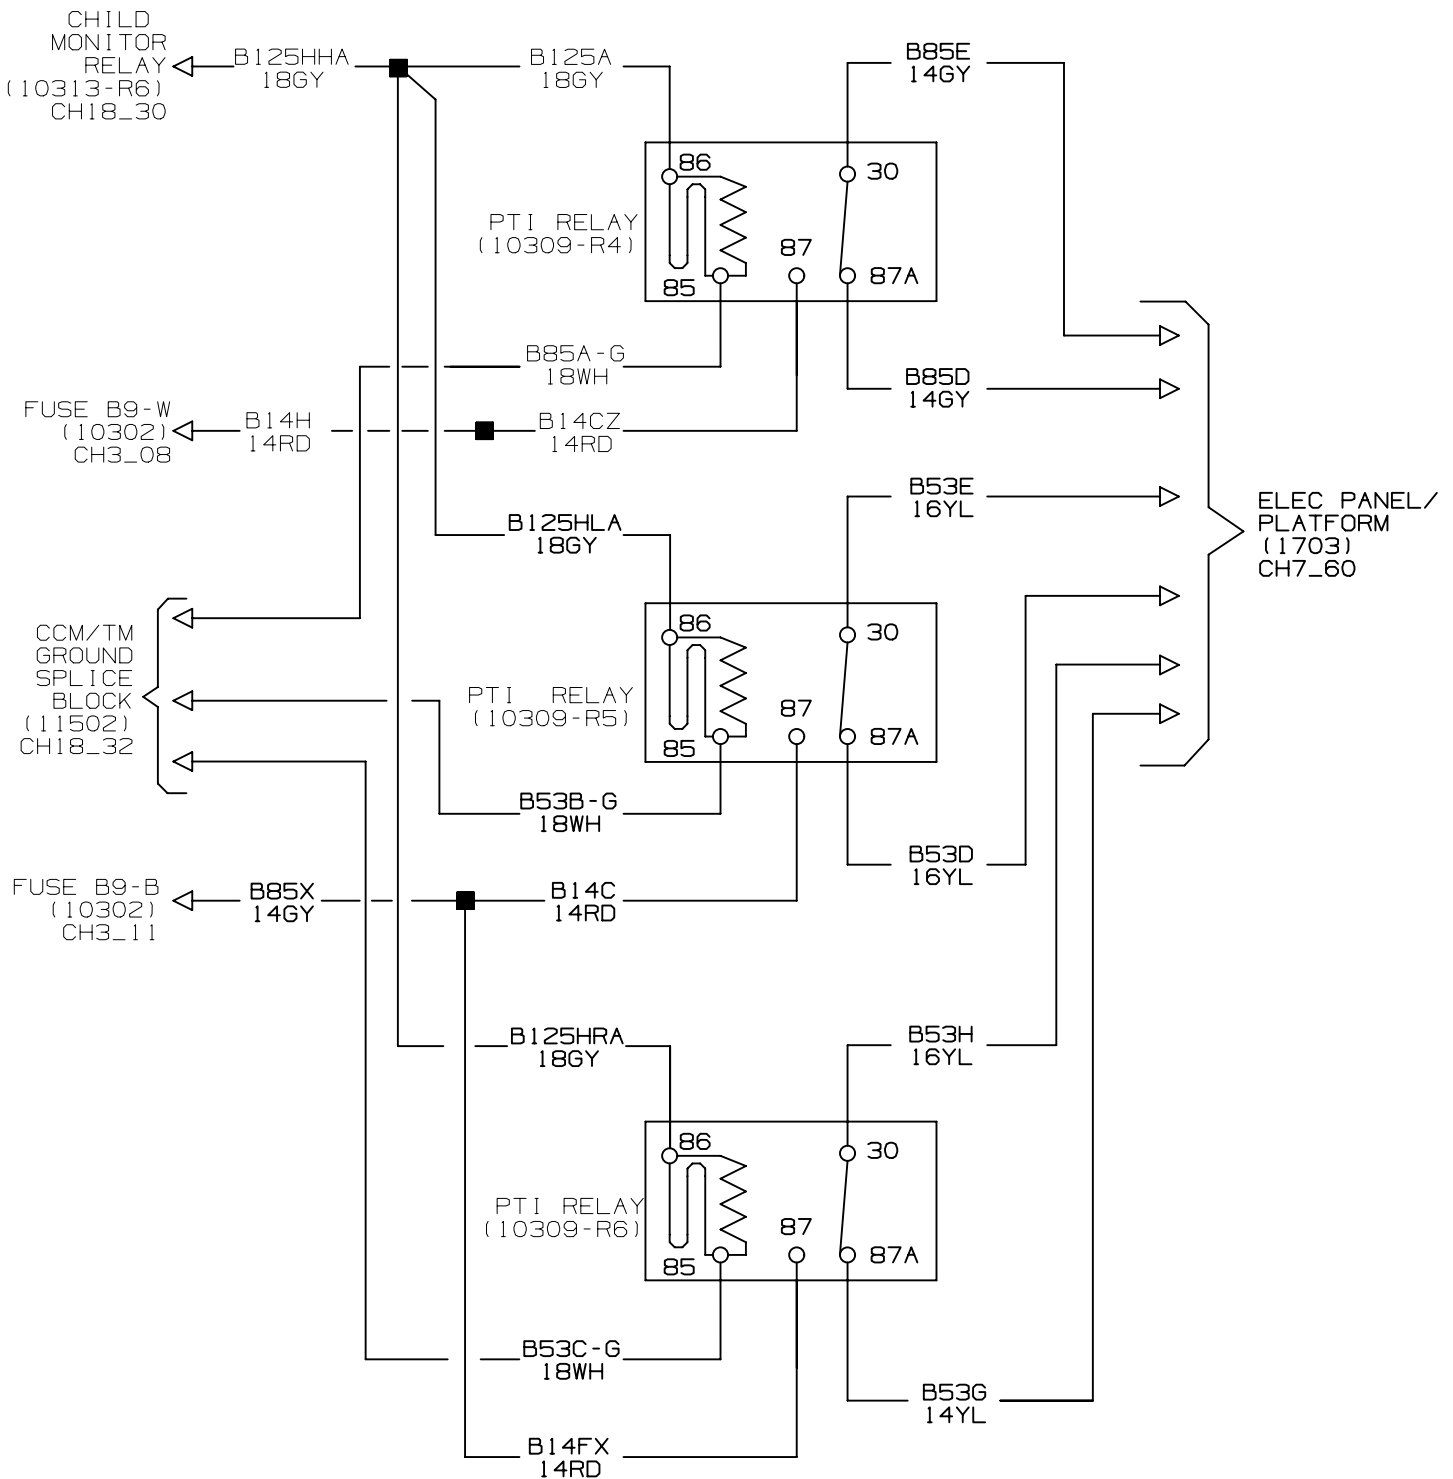 CHILD
MONITOR
RELAY
(10313-R6)
CH18_30
B125HHA
18GY
B125A
18GY
B85E
14GY
86
30
PTI RELAY
(10309-R4)
87
85
87A
B85A-G
18WH
B85D
14GY
FUSE B9-W
(10302)
CH3_08
B14H
14RD
B14CZ
14RD
B53E
16YL
ELEC PANEL/
PLATFORM
(1703)
CH7_60
B125HLA
18GY
CCM/TM
GROUND
SPLICE
BLOCK
(11502)
CH18_32
86
30
PTI RELAY
(10309-R5)
87
85
87A
B53B-G
18WH
B53D
16YL
FUSE B9-B
(10302)
CH3_11
B85X
14GY
B14C
14RD
B125HRA
18GY
B53H
16YL
86
30
PTI RELAY
(10309-R6)
87
85
87A
B53C-G
18WH
B53G
14YL
B14FX
14RD